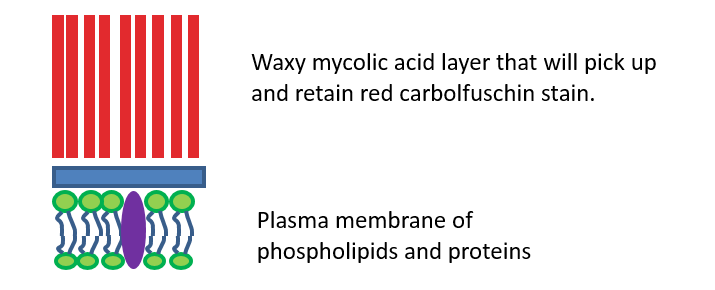 Waxy mycolic acid layer that will pick up
and retain red carbolfuschin stain.
Plasma membrane of
phospholipids and proteins